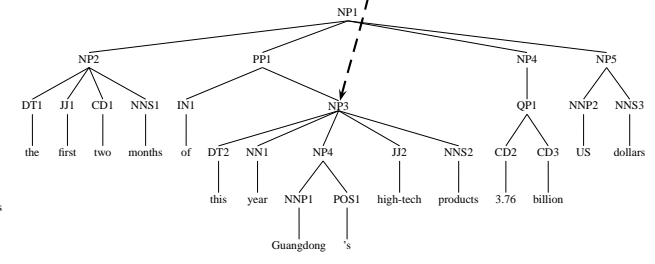 NP1
NP2 PP1 NP4 NP5
DT1 JJ1 CD1 NNS1 IN1 NP3 QP1 NNP2 NNS3
the first two months of DT2 NN1 NP4 JJ2 NNS2 CD2 CD3 US dollars
this year NNP1 POS1 high-tech products 3.76 billion
s
Guangdong 's